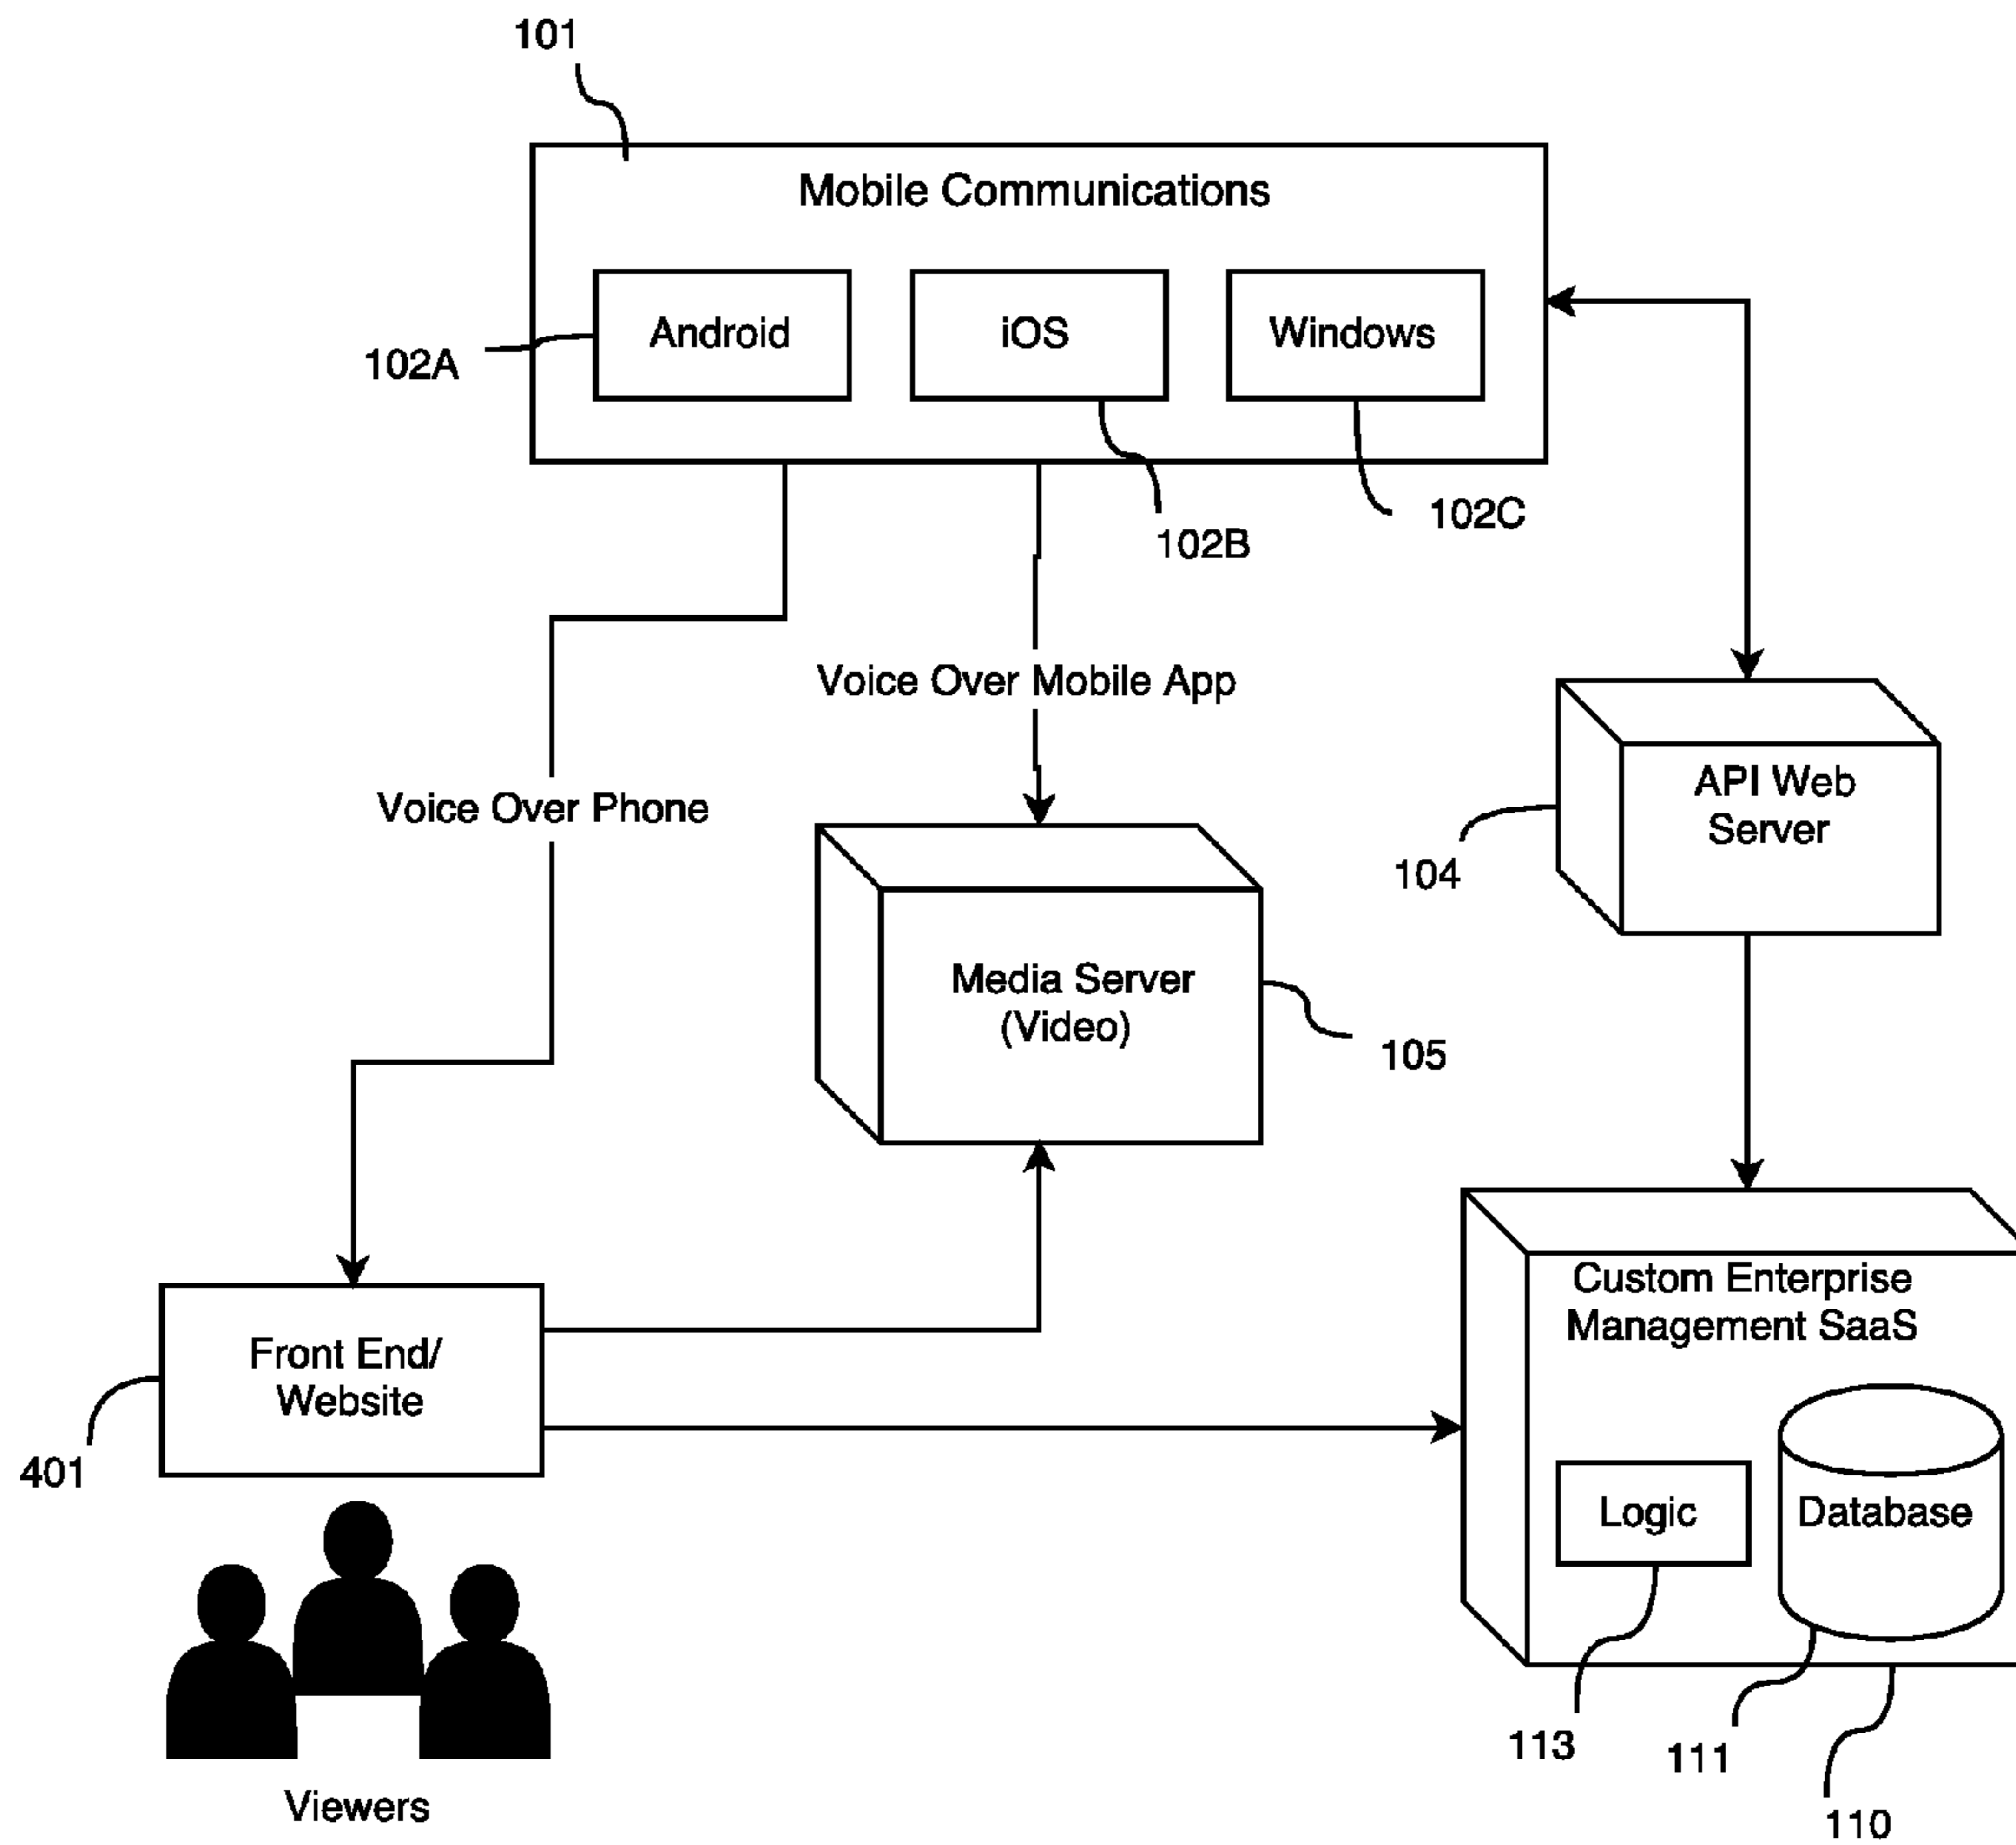 101
Mobile Communications
Android
iOS
Windows
102A
102B
102C
Voice Over Mobile App
Voice Over Phone
API Web
Server
104
Media Server
(Video)
105
Custom Enterprise
Management SaaS
Front End/
Website
401
Logic
Database
113
111
110
Viewers